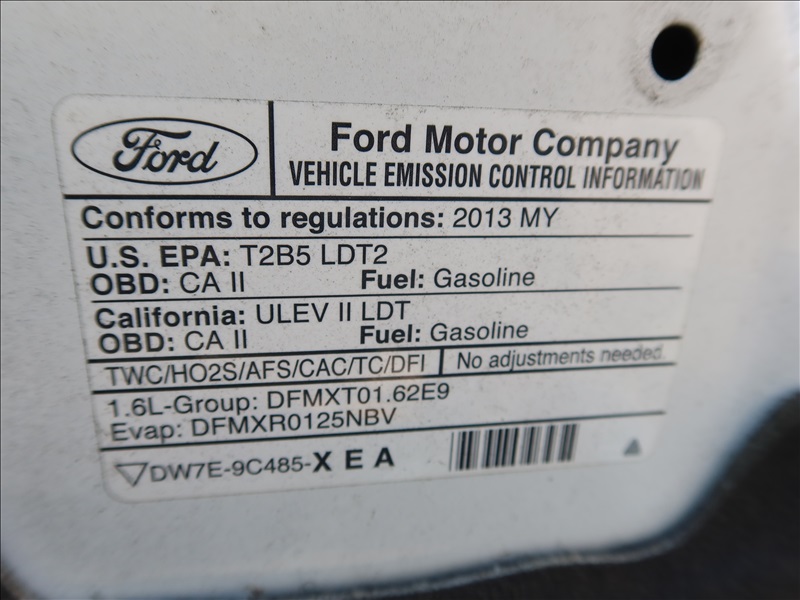 Ford
Ford Motor Company
VEHICLE EMISSION CONTROL INFORMATION
Conforms to regulations: 2013 MY
U.S. EPA: T2B5 LDT2
OBD: CA II Fuel: Gasoline
California: ULEV II LDT
OBD: CA II Fuel: Gasoline
TWC/HO2S/AFS/CAC/TC/DFI No adjustments needed.
1.6L-Group: DFMXT01.62E9
Evap: DFMXR0125NBV
DW7E-9C485-X E A